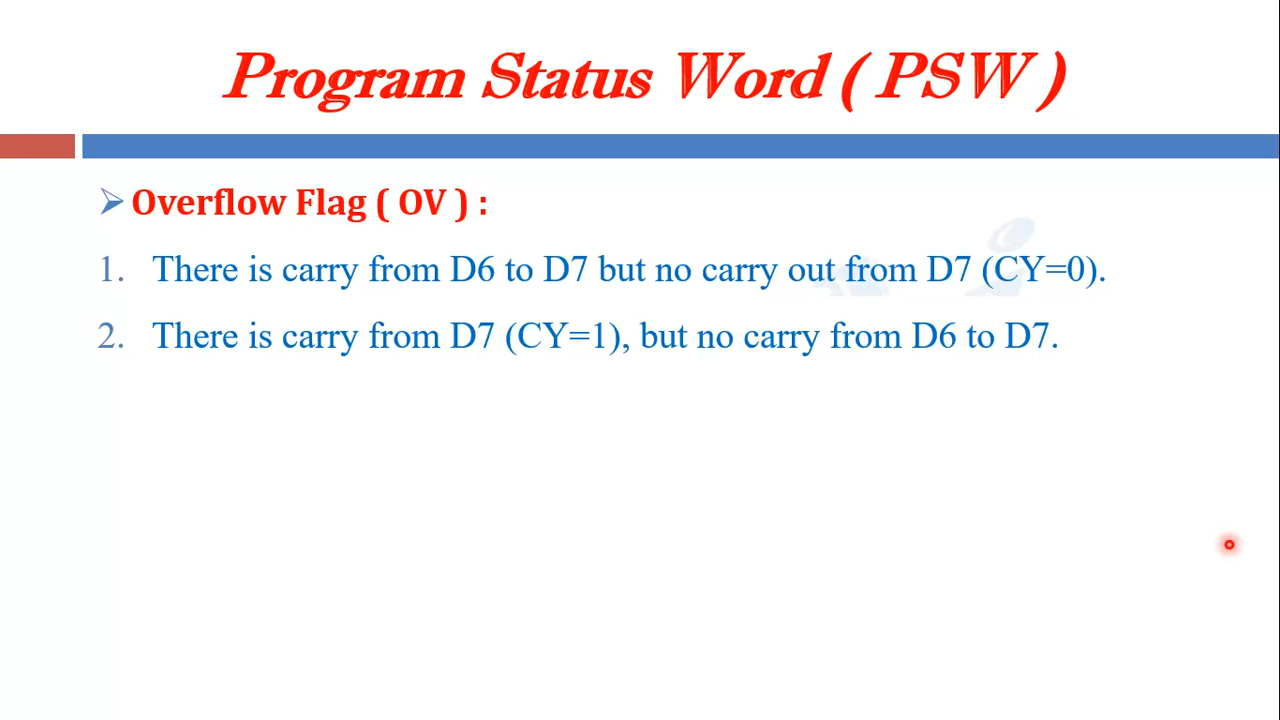 Program Status Word ( PSW )
➢ Overflow Flag ( OV ) :
1. There is carry from D6 to D7 but no carry out from D7 (CY=0).
2. There is carry from D7 (CY=1), but no carry from D6 to D7.